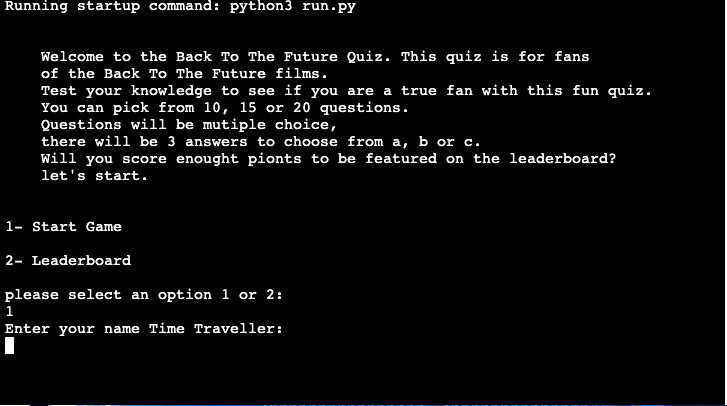 Running startup command: python3 run.py
Welcome to the Back To The Future Quiz. This quiz is for fans
of the Back To The Future films.
Test your knowledge to see if you are a true fan with this fun quiz.
You can pick from 10, 15 or 20 questions.
Questions will be mutiple choice,
there will be 3 answers to choose from a, b or c.
Will you score enought pionts to be featured on the leaderboard?
let's start.
1- Start Game
2- Leaderboard
please select an option 1 or 2:
1
Enter your name Time Traveller: